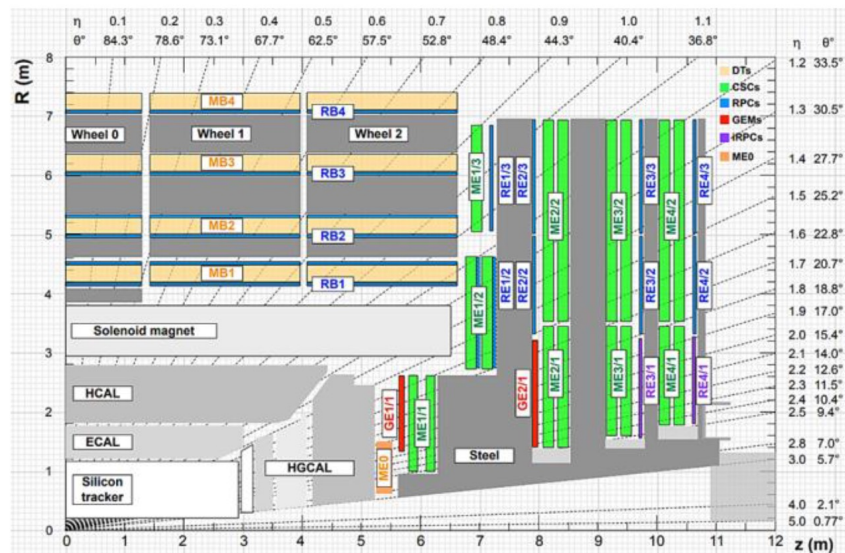 η 0.1 0.2 0.3 0.4 0.5 0.6 0.7 0.8 0.9 1.0 1.1 η θ°
θ° 84.3° 78.6° 73.1° 67.7° 62.5° 57.5° 52.8° 48.4° 44.3° 40.4° 36.8°
R (m)
8
7
6
5
4
3
2
1
0
1.2 33.5°
1.3 30.5°
1.4 27.7°
1.5 25.2°
1.6 22.8°
1.7 20.7°
1.8 18.8°
1.9 17.0°
2.0 15.4°
2.1 14.0°
2.2 12.6°
2.3 11.5°
2.4 10.4°
2.5 9.4°
2.8 7.0°
3.0 5.7°
4.0 2.1°
5.0 0.77°
DTs
CSCs
RPCs
GEMs
iRPCs
ME0
MB4
RB4
Wheel 0
Wheel 1
Wheel 2
MB3
RB3
MB2
RB2
MB1
RB1
Solenoid magnet
HCAL
ECAL
Silicon
tracker
HGCAL
Steel
ME0
GE1/1
ME1/1
ME1/2
ME1/3
RE1/3
RE2/3
RE1/2
RE2/2
GE2/1
ME2/2
ME2/1
ME3/2
ME3/1
RE3/3
RE3/2
RE3/1
ME4/2
ME4/1
RE4/3
RE4/2
RE4/1
0 1 2 3 4 5 6 7 8 9 10 11 12
z (m)